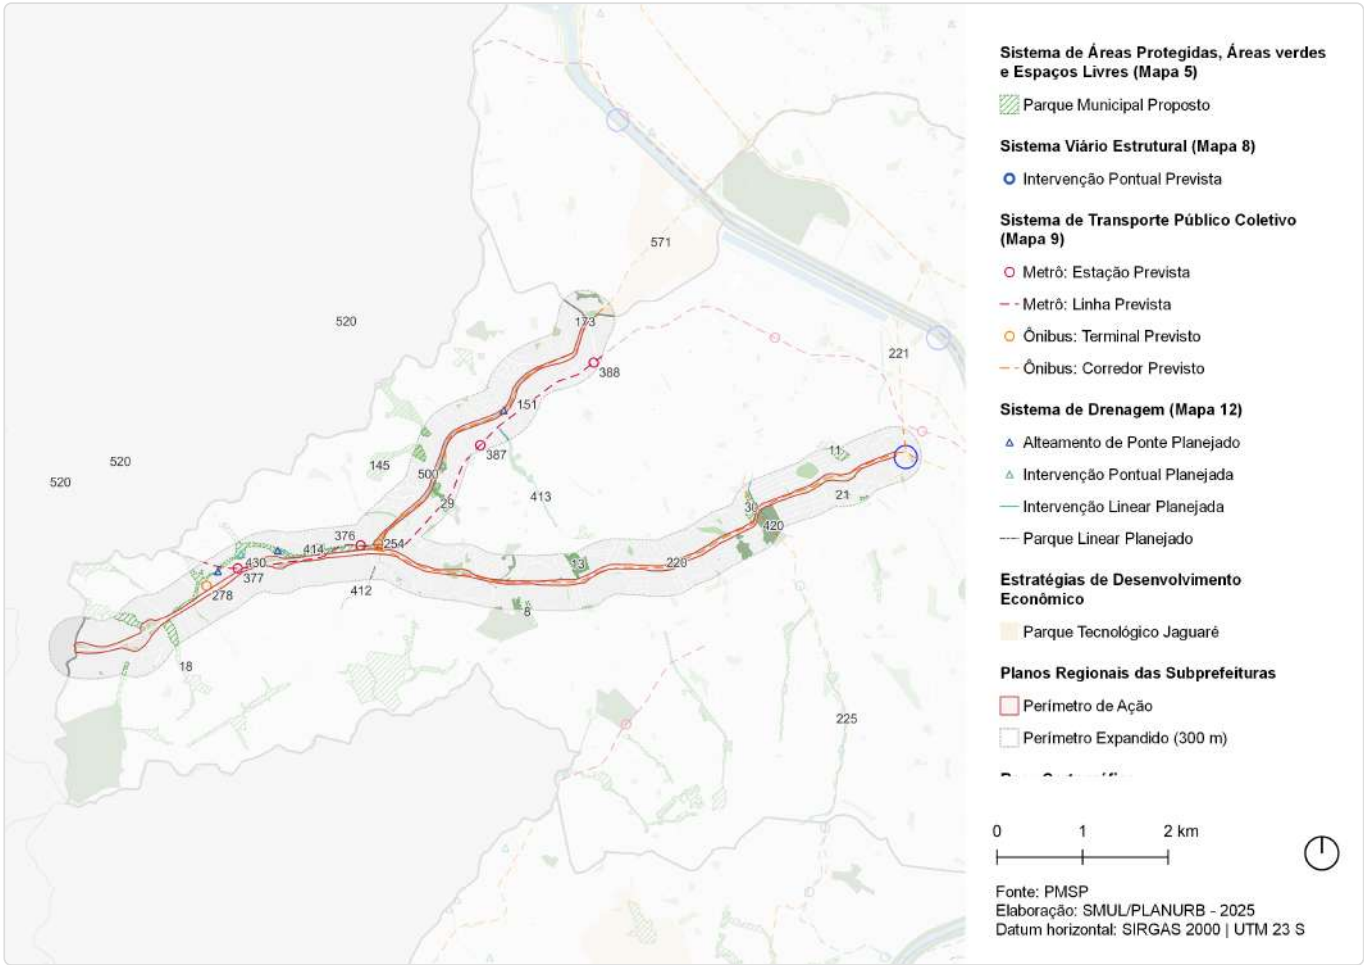 571
520
173
221
388
151
387
520
145
500
11
520
29
413
21
30
420
376
254
414
430
377
13
220
278
412
8
18
225
Sistema de Áreas Protegidas, Áreas verdes
e Espaços Livres (Mapa 5)
Parque Municipal Proposto
Sistema Viário Estrutural (Mapa 8)
Intervenção Pontual Prevista
Sistema de Transporte Público Coletivo
(Mapa 9)
Metrô: Estação Prevista
Metrô: Linha Prevista
Ônibus: Terminal Previsto
Ônibus: Corredor Previsto
Sistema de Drenagem (Mapa 12)
Alteamento de Ponte Planejado
Intervenção Pontual Planejada
Intervenção Linear Planejada
Parque Linear Planejado
Estratégias de Desenvolvimento
Econômico
Parque Tecnológico Jaguaré
Planos Regionais das Subprefeituras
Perímetro de Ação
Perímetro Expandido (300 m)
0 1 2 km
Fonte: PMSP
Elaboração: SMUL/PLANURB - 2025
Datum horizontal: SIRGAS 2000 | UTM 23 S